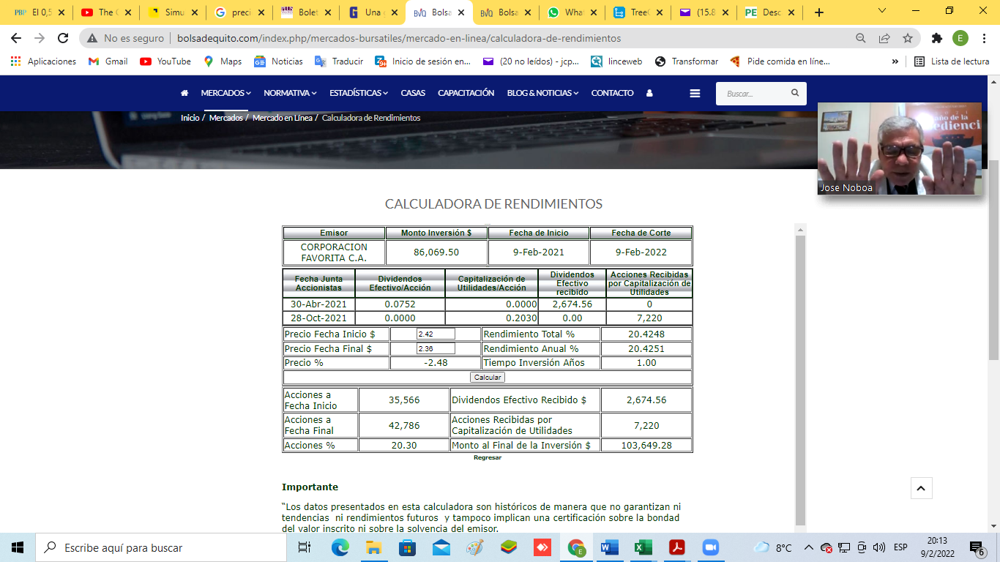 El 0,5
The C
Simu
preci
Bolet
Una g
Bolsa
Bolsa
What
TreeC
(15.8
Desc
No es seguro
bolsadequito.com/index.php/mercados-bursatiles/mercado-en-linea/calculadora-de-rendimientos
Aplicaciones
Gmail
YouTube
Maps
Noticias
Traducir
Inicio de sesión en...
(20 no leídos) - jcp...
linceweb
Transformar
Pide comida en líne...
»
Lista de lectura
MERCADOS
NORMATIVA
ESTADÍSTICAS
CASAS
CAPACITACIÓN
BLOG & NOTICIAS
CONTACTO
Buscar...
Inicio / Mercados / Mercado en Línea / Calculadora de Rendimientos
año de la
Jose Noboa
CALCULADORA DE RENDIMIENTOS
Emisor Monto Inversión $ Fecha de Inicio Fecha de Corte
CORPORACION
FAVORITA C.A.
86,069.50 9-Feb-2021 9-Feb-2022
Fecha Junta
Accionistas
Dividendos
Efectivo/Acción
Capitalización de
Utilidades/Acción
Dividendos
Efectivo
recibido
Acciones Recibidas
por Capitalización de
Utilidades
30-Abr-2021 0.0752 0.0000 2,674.56 0
28-Oct-2021 0.0000 0.2030 0.00 7,220
Precio Fecha Inicio $ 2.42 Rendimiento Total % 20.4248
Precio Fecha Final $ 2.36 Rendimiento Anual % 20.4251
Precio % -2.48 Tiempo Inversión Años 1.00
Calcular
Acciones a
Fecha Inicio
35,566 Dividendos Efectivo Recibido $ 2,674.56
Acciones a
Fecha Final
42,786
Acciones Recibidas por
Capitalización de Utilidades
7,220
Acciones % 20.30 Monto al Final de la Inversión $ 103,649.28
Regresar
Importante
“Los datos presentados en esta calculadora son históricos de manera que no garantizan ni
tendencias ni rendimientos futuros y tampoco implican una certificación sobre la bondad
del valor inscrito ni sobre la solvencia del emisor.
Escribe aquí para buscar
8°C
ESP
20:13
9/2/2022
6